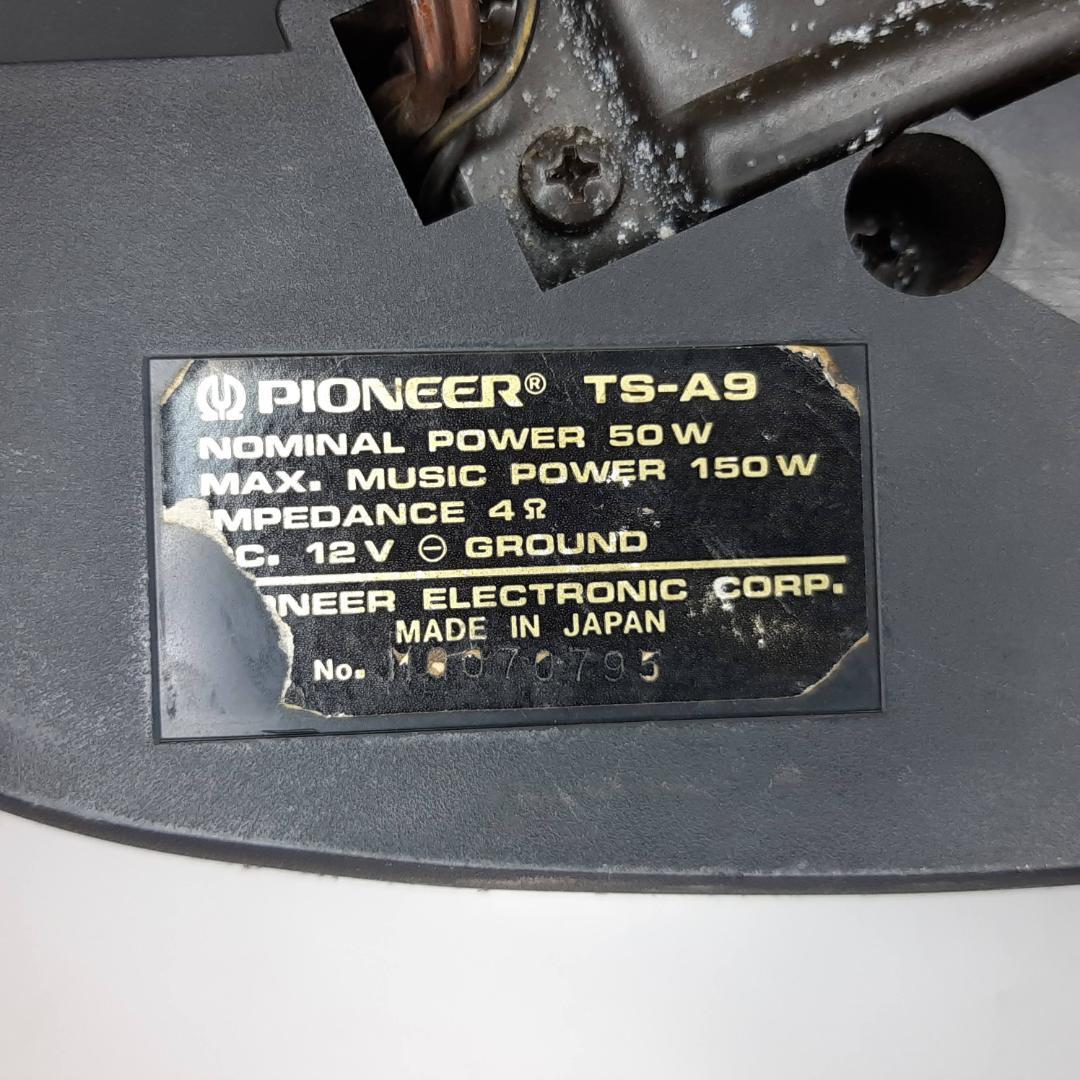 PIONEER® TS-A9
NOMINAL POWER 50W
MAX. MUSIC POWER 150W
MPEDANCE 4Ω
C. 12V ⊖ GROUND
NEER ELECTRONIC CORP.
MADE IN JAPAN
No.